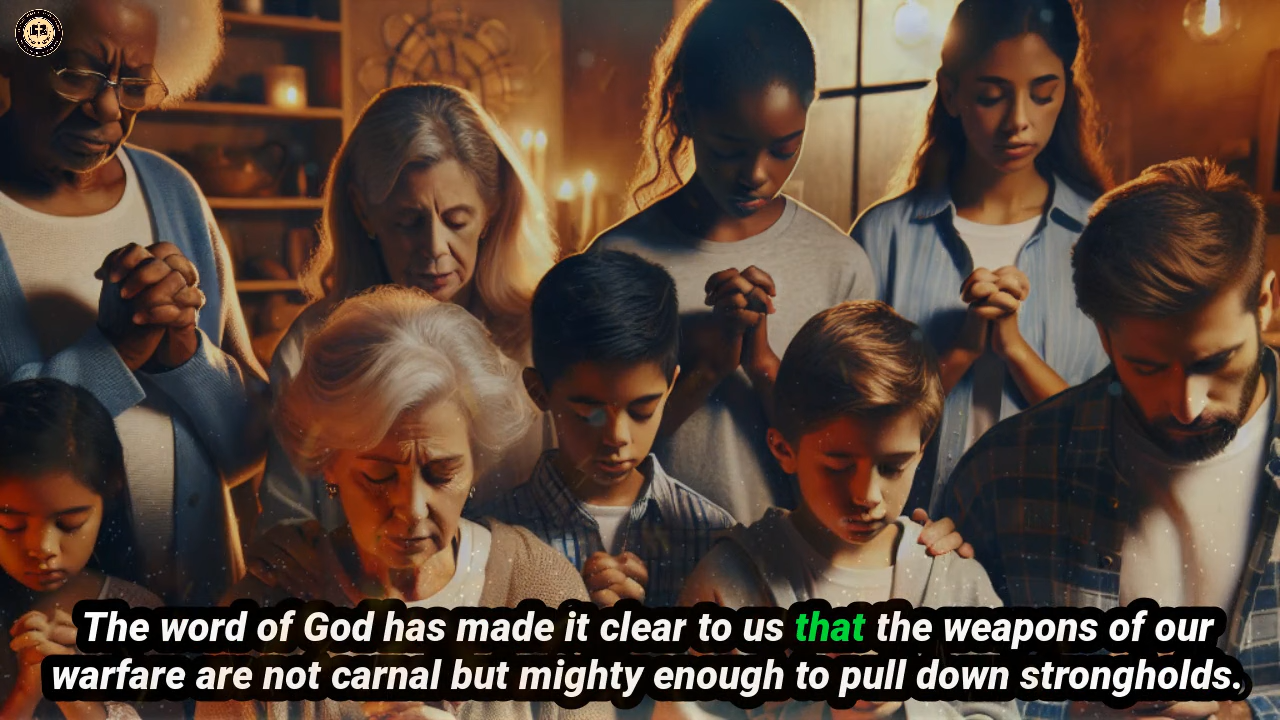 The word of God has made it clear to us that the weapons of our
warfare are not carnal but mighty enough to pull down strongholds.